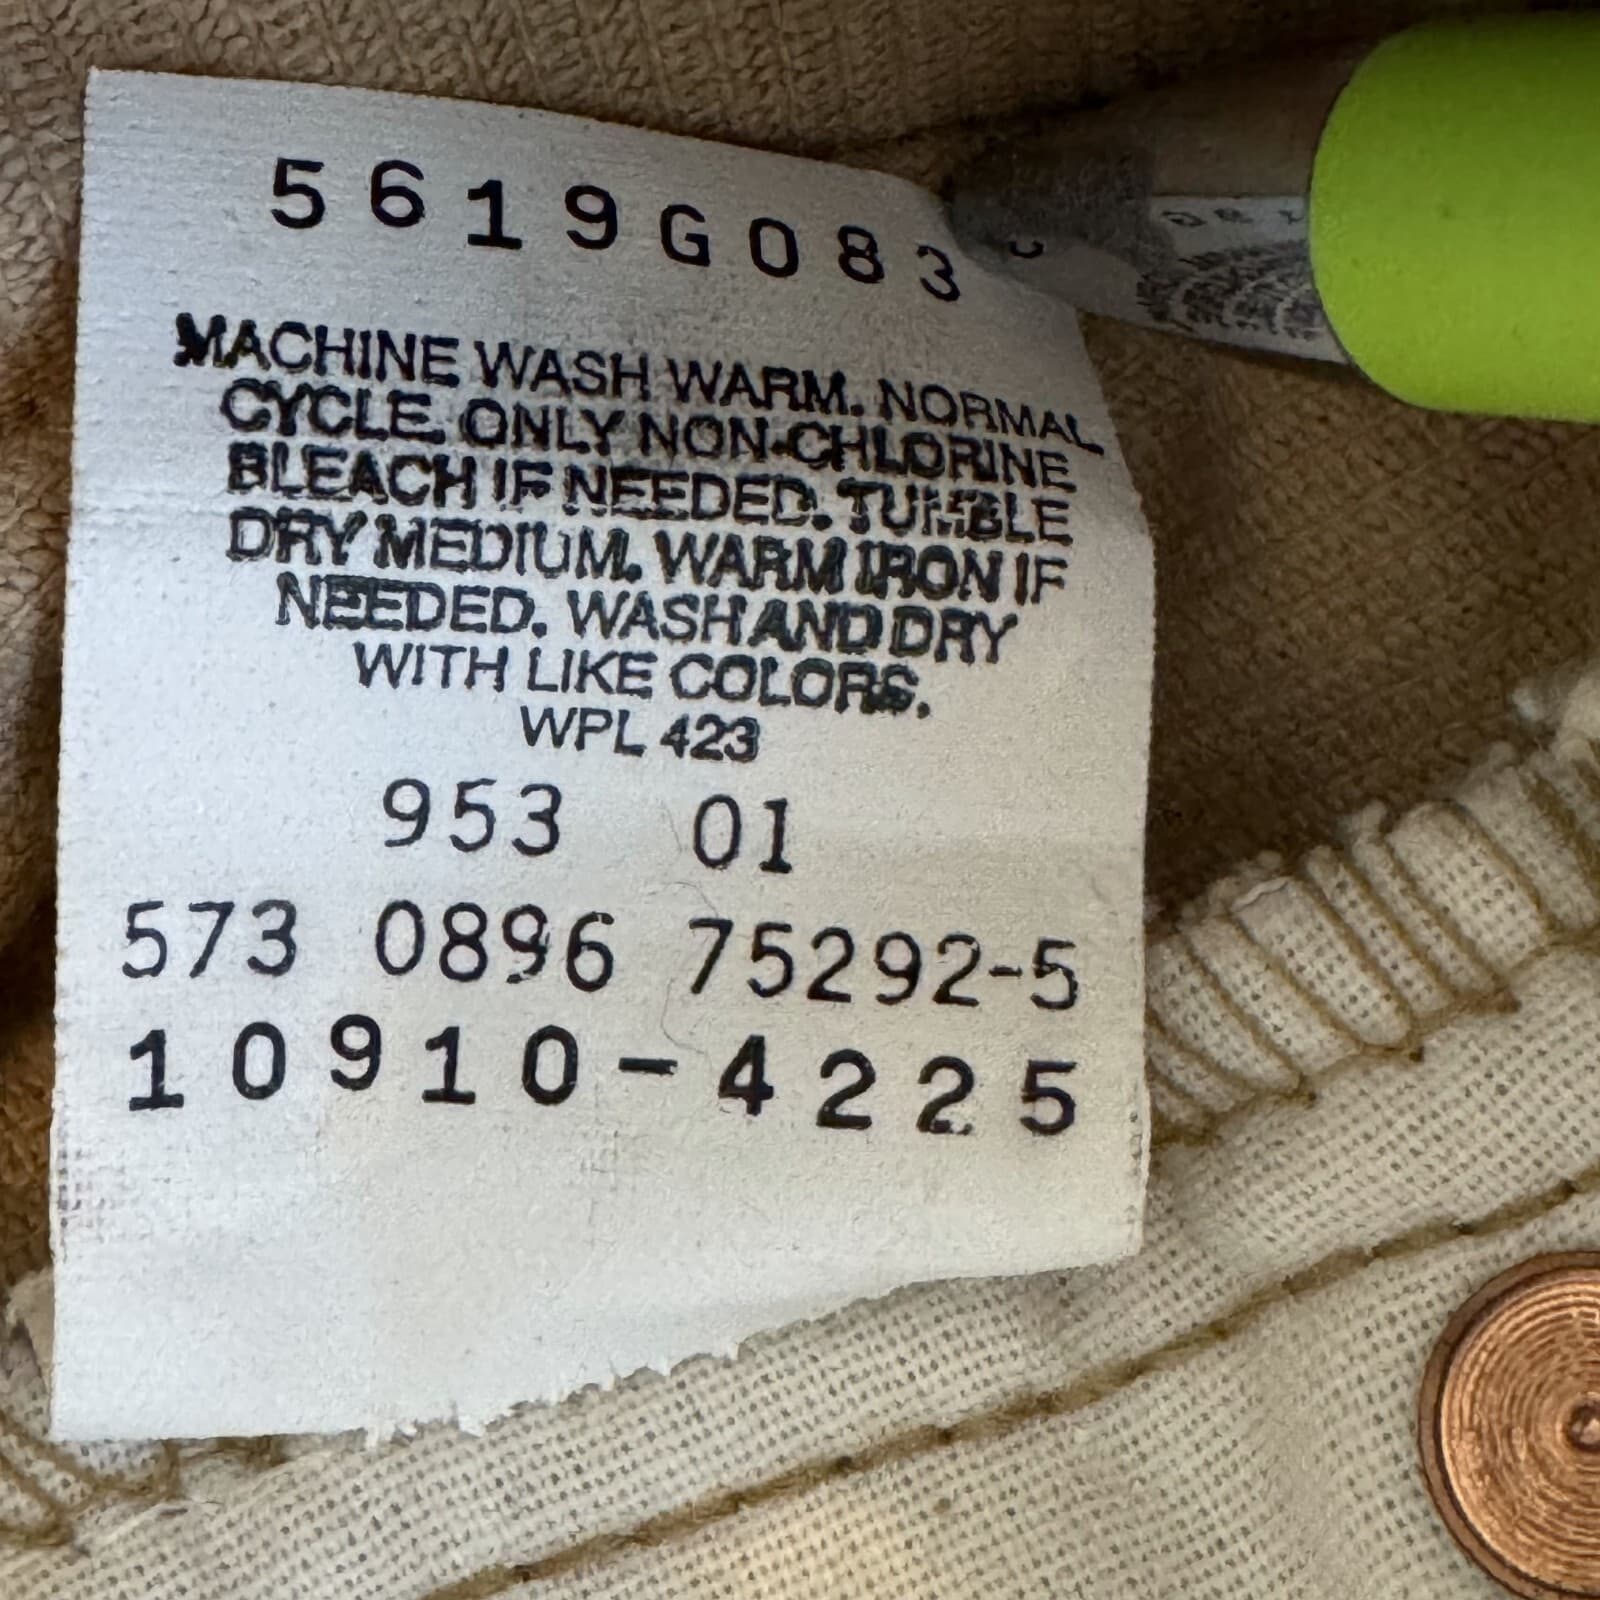 5619G083
MACHINE WASH WARM. NORMAL
CYCLE. ONLY NON-CHLORINE
BLEACH IF NEEDED. TUMBLE
DRY MEDIUM. WARM IRON IF
NEEDED. WASH AND DRY
WITH LIKE COLORS.
WPL 423
953 01
573 0896 75292-5
10910-4225